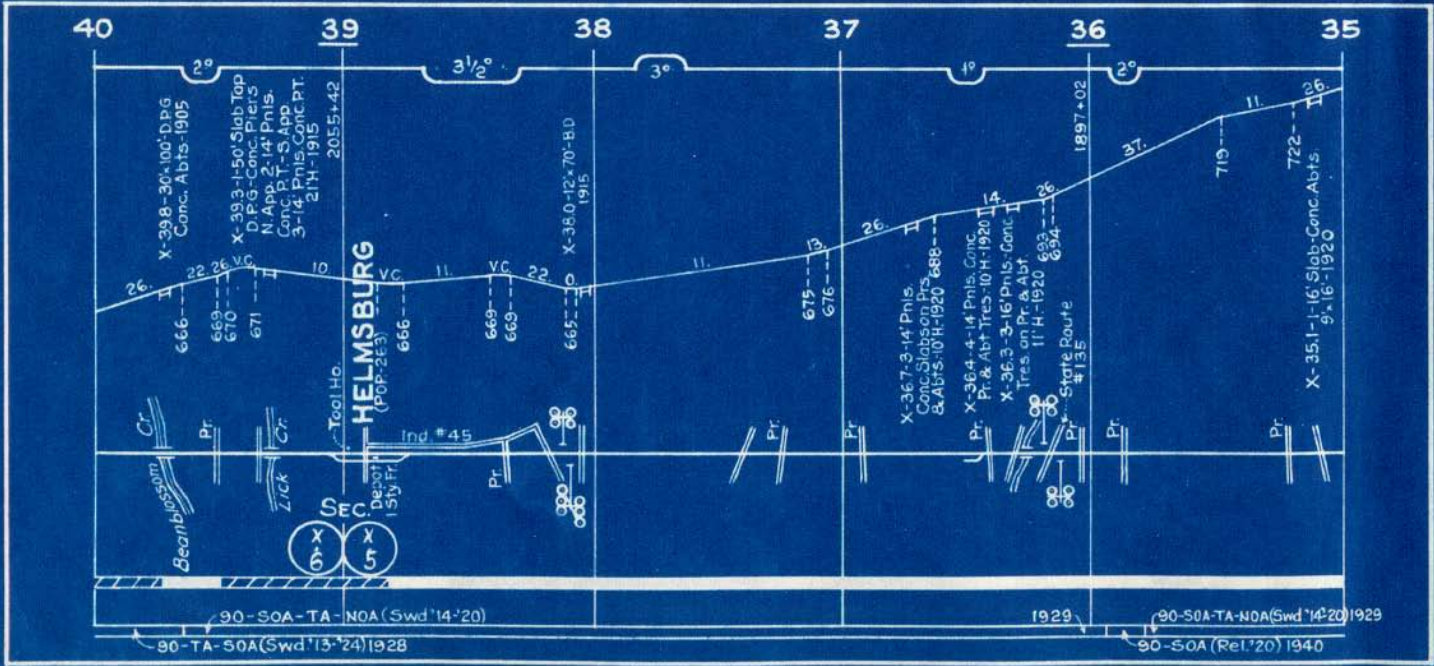 40 39 38 37 36 35
2° 3½° 3° 1° 2°
X-39.8-30'×100' D.P.G.
Conc. Abts-1905
X-39.3-1-50' Slab Top
D.P.G-Conc. Piers
N. App. 2-14' Pnls.
Conc. P.T.-S. App.
3-14' Pnls. Conc. P.T.
21'H-1915
2055+42
X-38.0-12'×70'-B.D
1915
1897+02
26. 22. 26. V.C. 10. V.C. 11. V.C. 22. 0. 11. 13. 26. 14. 26 37. 11. 26.
666 669 670 671 666 669 669 665 675 676 688 693 694 719 722
X-36.7-3-14' Pnls.
Conc. Slabs on Prs.
& Abts.-10'H-1920
X-36.4-4-14' Pnls. Conc.
Pr. & Abt Tres.-10'H-1920
X-36.3-3-16' Pnls. Conc
Tres. on Pr. & Abt
11'H-1920
State Route
#135
X-35.1-1-16' Slab-Conc. Abts.
9'×16'-1920
Tool Ho.
HELMSBURG
(POP-263)
Cr.
Pr.
Cr.
Ind #45
Pr.
Pr.
Pr.
Pr.
Pr.
Pr.
Pr.
Beanblossom
Lick
Depot
1 Sty. Fr.
SEC.
X
6
X
5
90-SOA-TA-NOA (Swd '14-'20)
1929
90-SOA-TA-NOA (Swd '14-'20) 1929
90-TA-SOA (Swd. '13-'24) 1928
90-SOA (Rel. '20) 1940